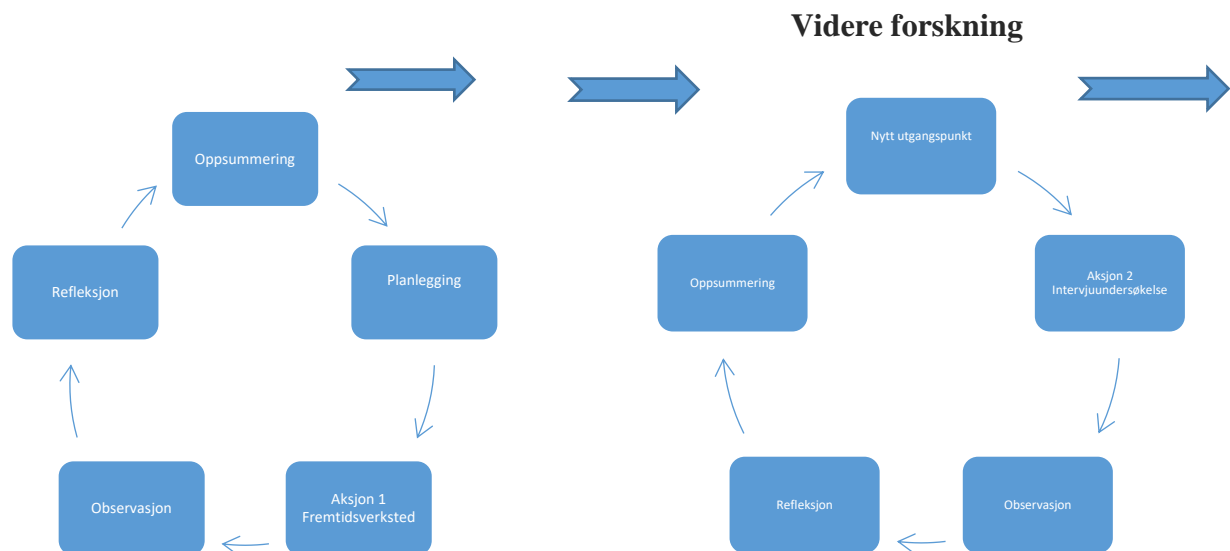 Videre forskning
Oppsummering
Planlegging
Aksjon 1
Fremtidsverksted
Observasjon
Refleksjon
Nytt utgangspunkt
Aksjon 2
Intervjuundersøkelse
Observasjon
Refleksjon
Oppsummering